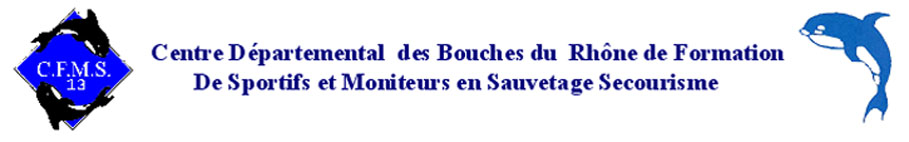 C.F.M.S.
13
Centre Départemental des Bouches du Rhône de Formation
De Sportifs et Moniteurs en Sauvetage Secourisme